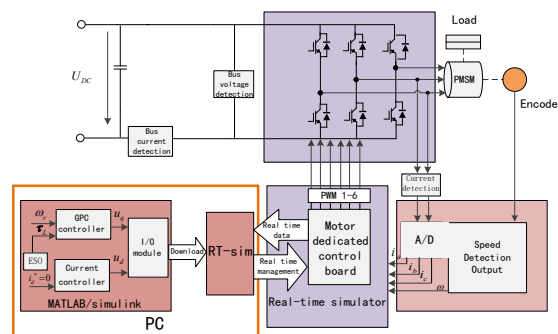 Load
U_DC
Bus
voltage
detection
PMSM
Encode
Bus
current
detection
Current
detection
PWM 1-6
ω_r
τ_L
GPC
controller
u_q
I/O
module
ESO
i_d^*=0
Current
controller
u_d
MATLAB/simulink
PC
Download
RT-sim
Real time
data
Real time
management
Motor
dedicated
control
board
Real-time simulator
i_a
i_b
i_c
ω
A/D
Speed
Detection
Output